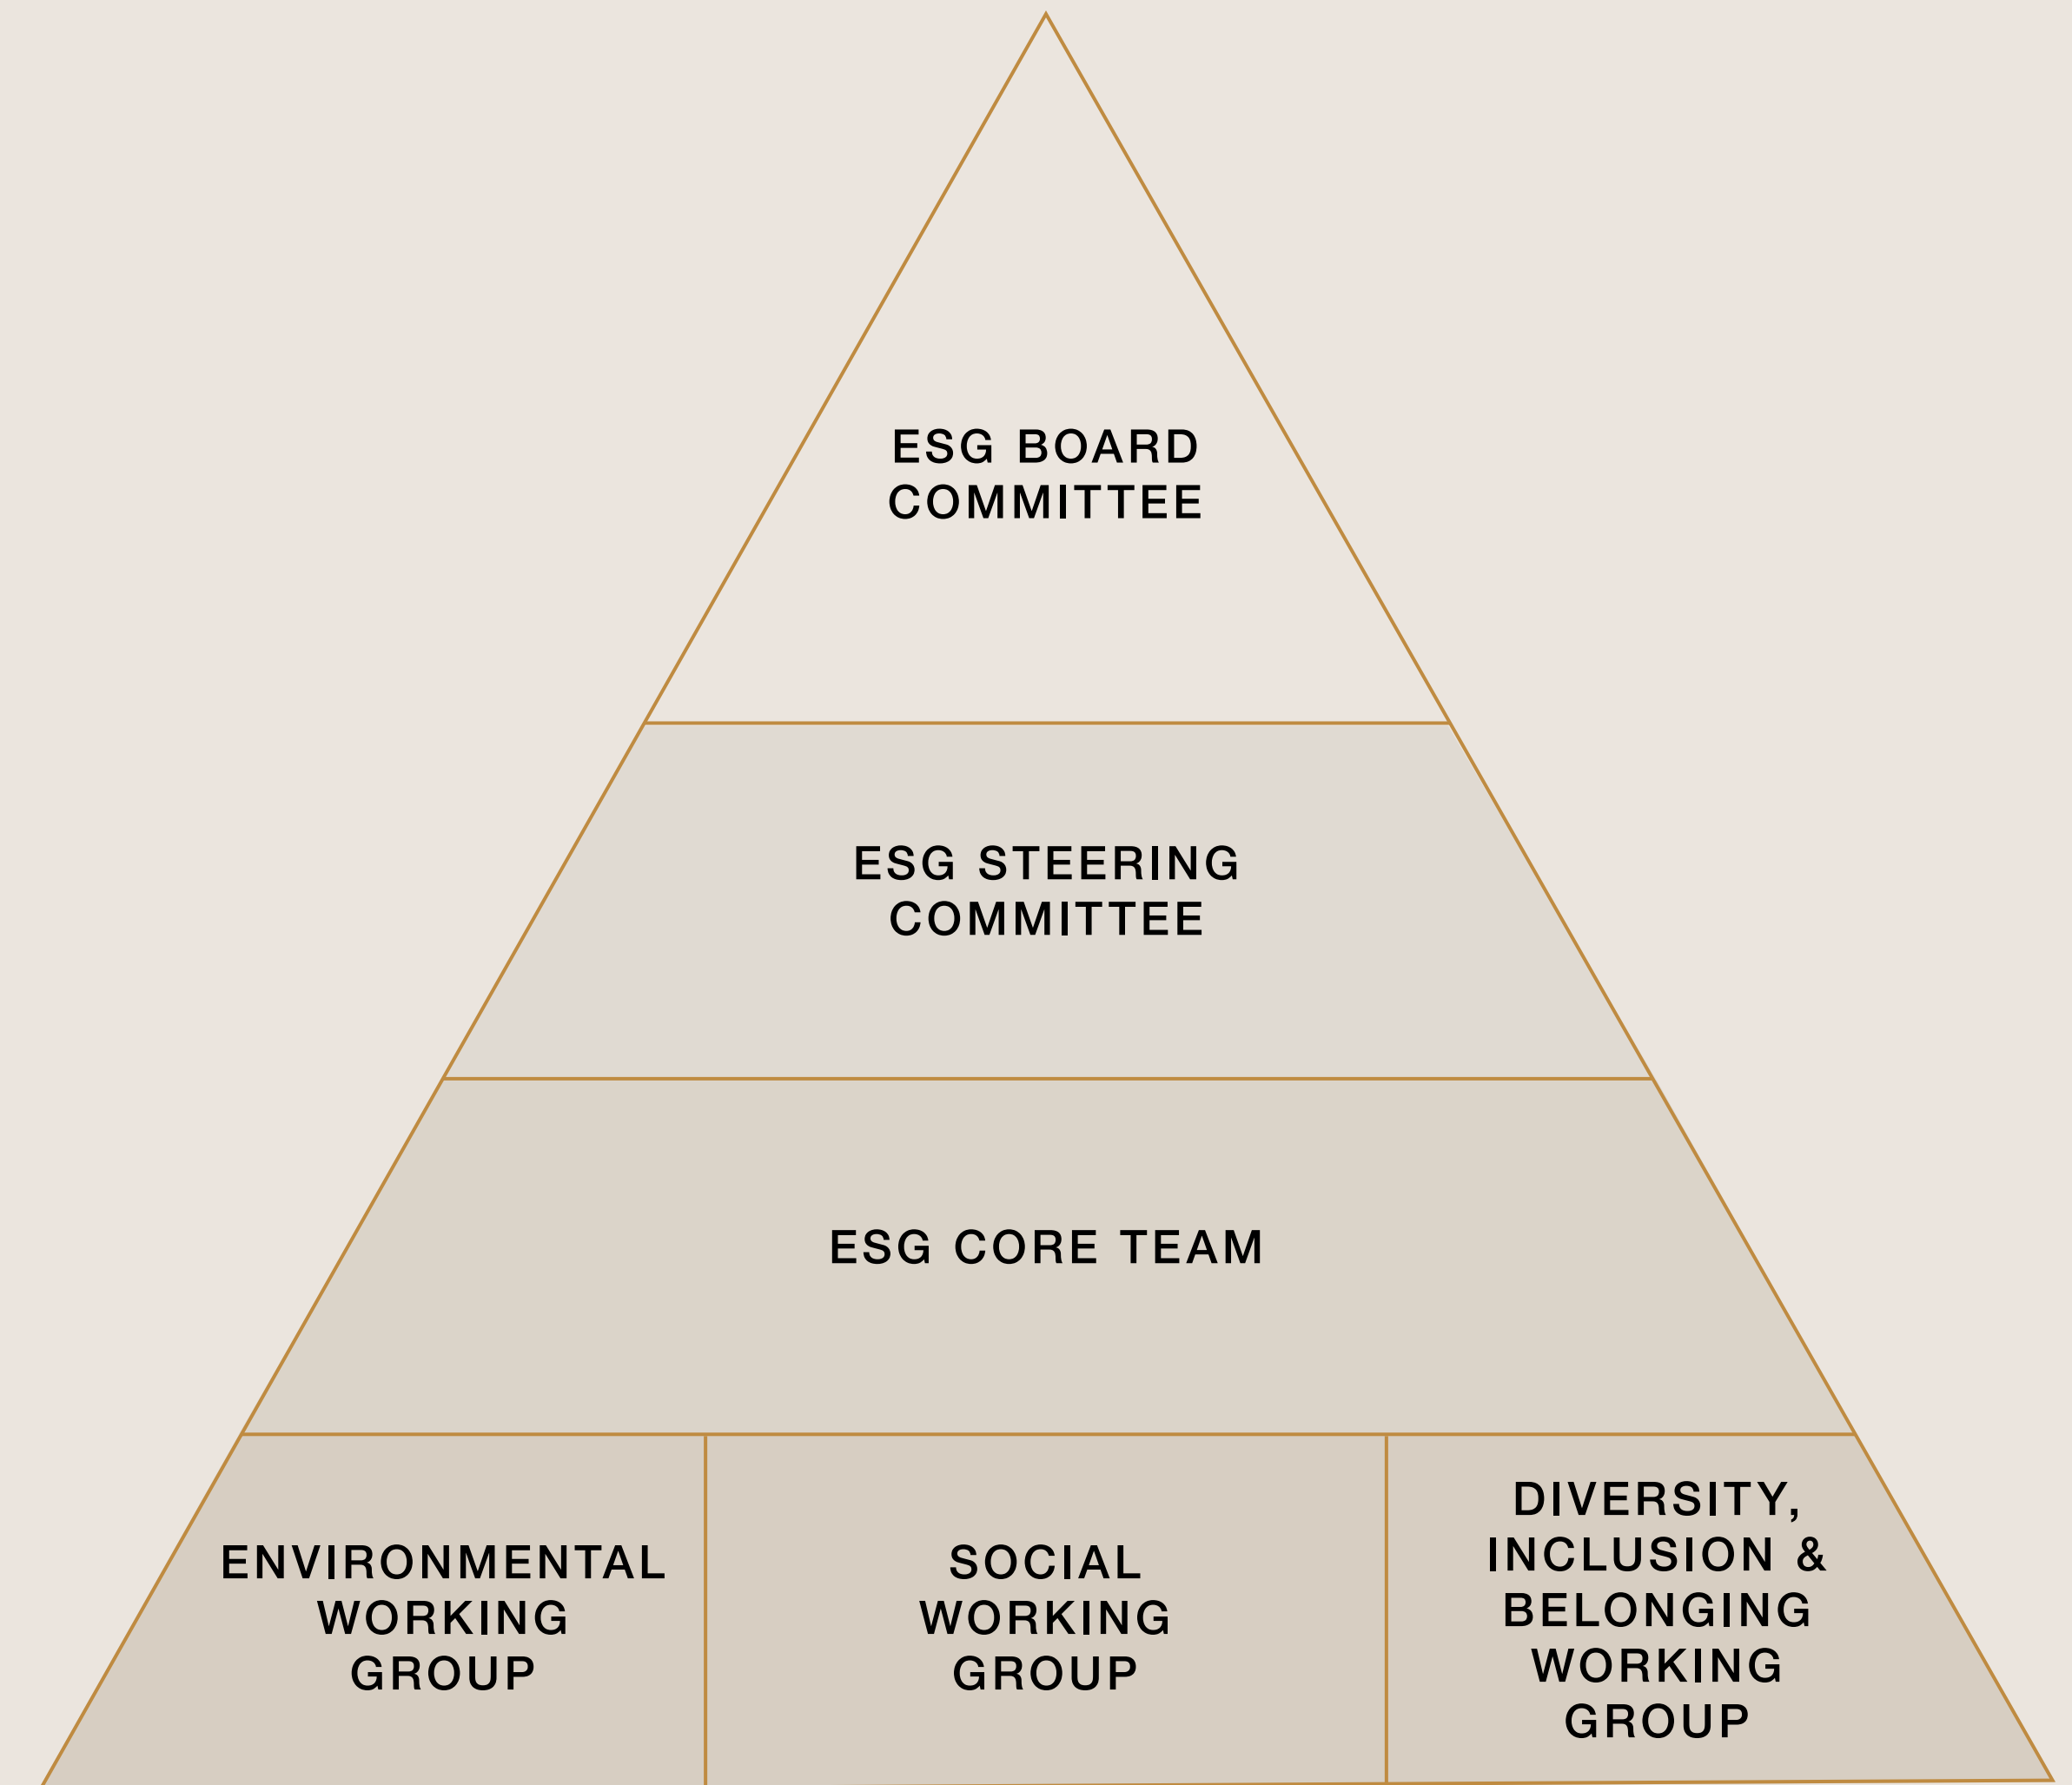 ESG BOARD
COMMITTEE
ESG STEERING
COMMITTEE
ESG CORE TEAM
ENVIRONMENTAL
WORKING
GROUP
SOCIAL
WORKING
GROUP
DIVERSITY,
INCLUSION &
BELONGING
WORKING
GROUP